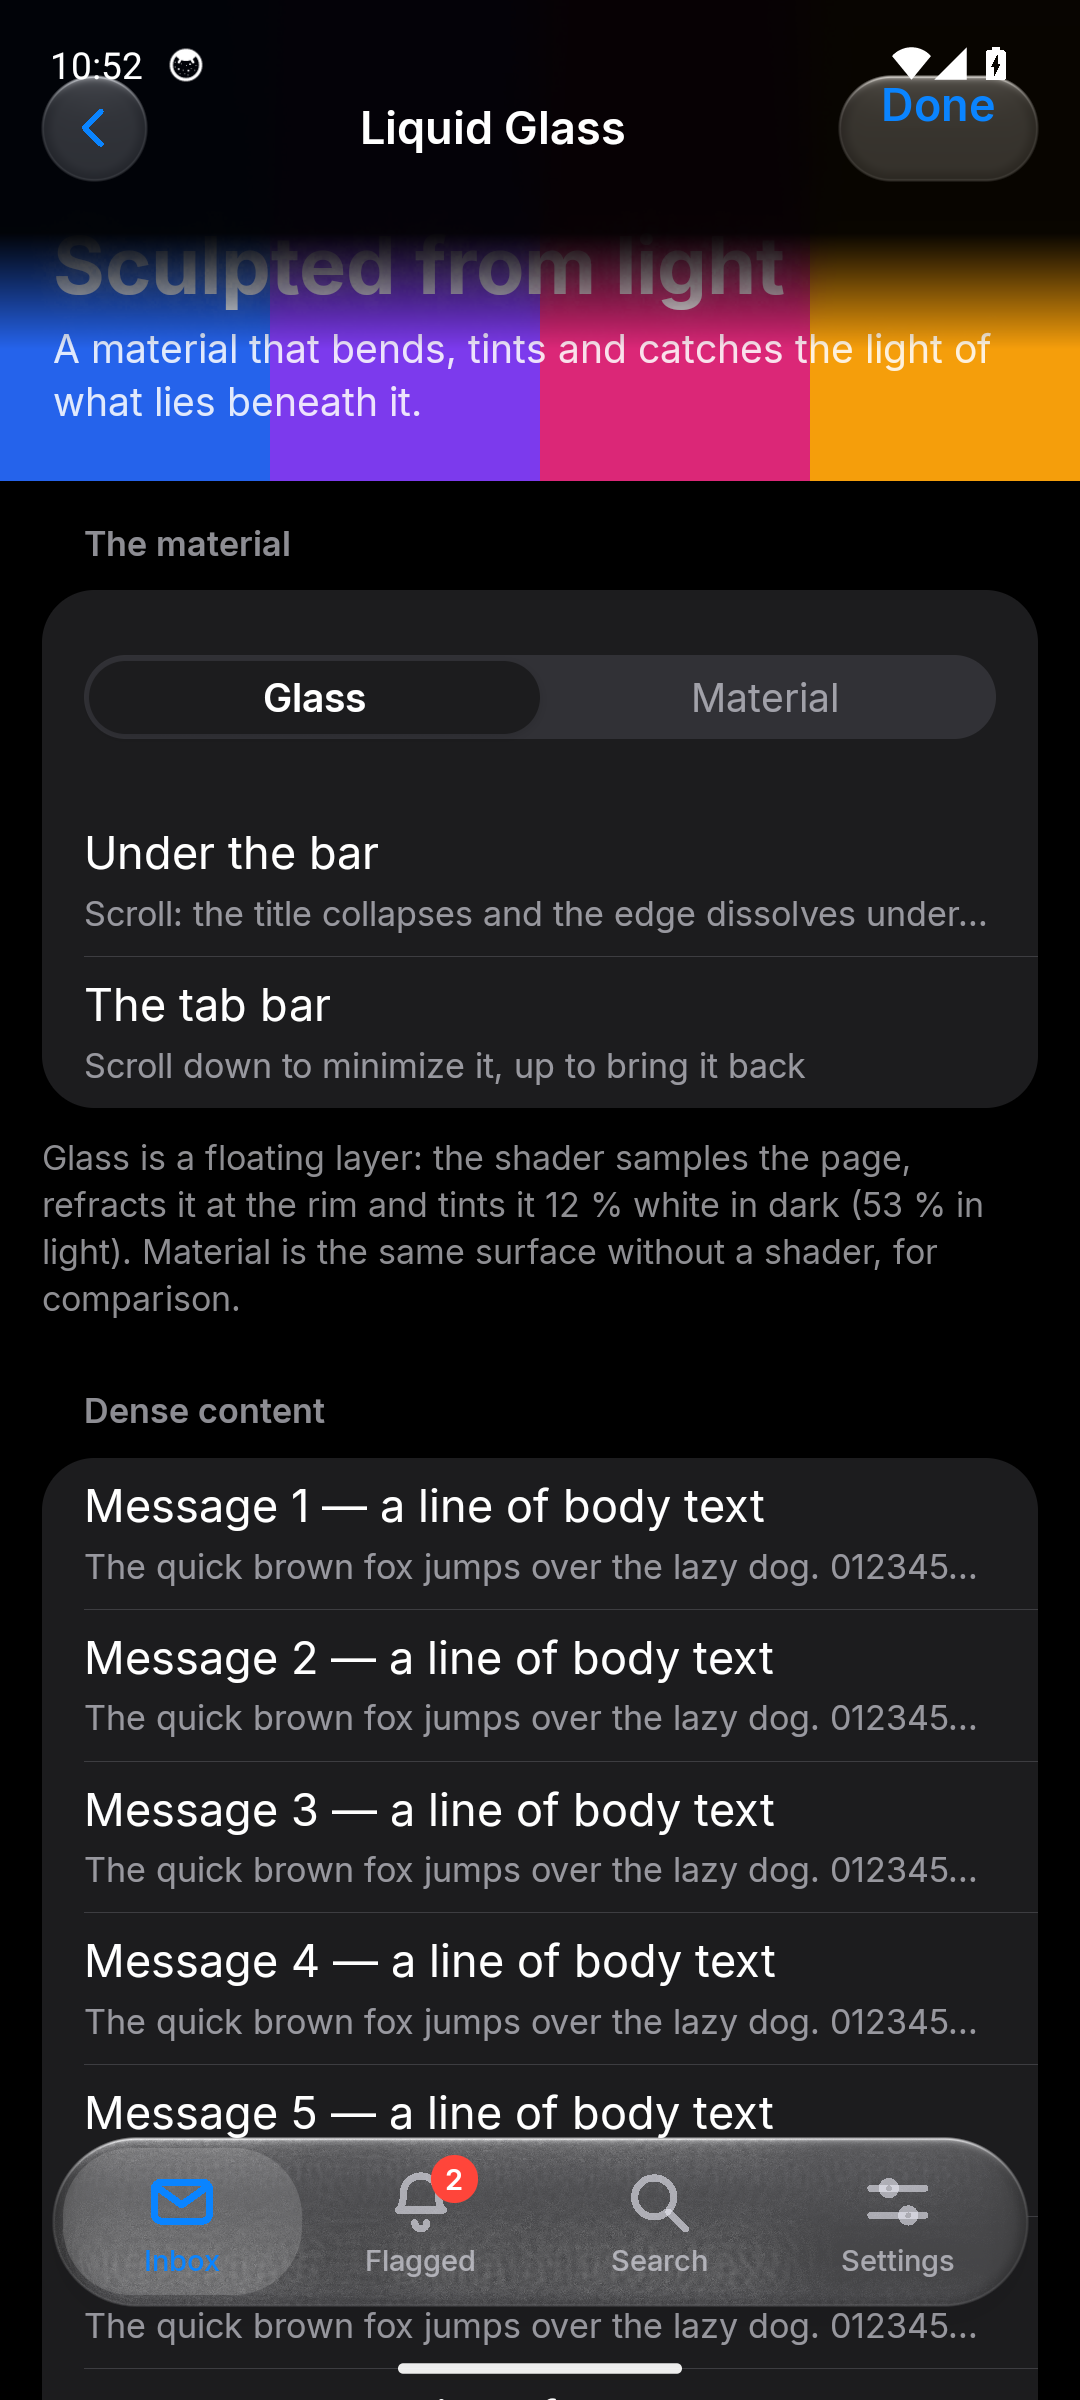 10:52
Liquid Glass
Done
Sculpted from light
A material that bends, tints and catches the light of
what lies beneath it.
The material
Glass
Material
Under the bar
Scroll: the title collapses and the edge dissolves under...
The tab bar
Scroll down to minimize it, up to bring it back
Glass is a floating layer: the shader samples the page,
refracts it at the rim and tints it 12 % white in dark (53 % in
light). Material is the same surface without a shader, for
comparison.
Dense content
Message 1 — a line of body text
The quick brown fox jumps over the lazy dog. 012345...
Message 2 — a line of body text
The quick brown fox jumps over the lazy dog. 012345...
Message 3 — a line of body text
The quick brown fox jumps over the lazy dog. 012345...
Message 4 — a line of body text
The quick brown fox jumps over the lazy dog. 012345...
Message 5 — a line of body text
2
Inbox
Flagged
Search
Settings
The quick brown fox jumps over the lazy dog. 012345...